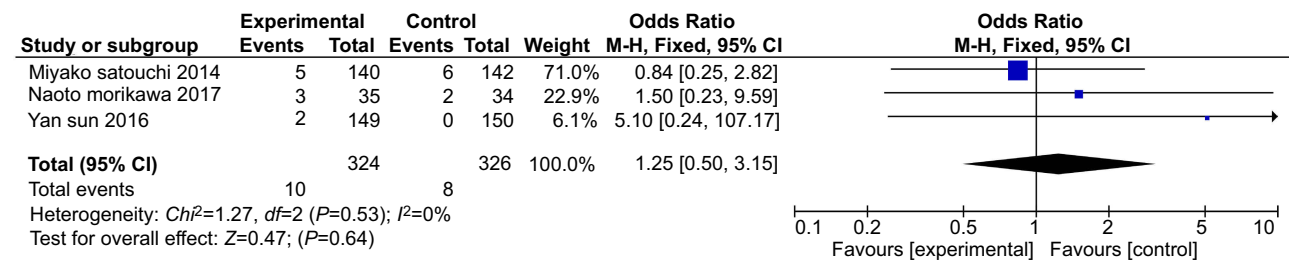 Experimental Control Odds Ratio Odds Ratio
Study or subgroup Events Total Events Total Weight M-H, Fixed, 95% CI M-H, Fixed, 95% CI
Miyako satouchi 2014 5 140 6 142 71.0% 0.84 [0.25, 2.82]
Naoto morikawa 2017 3 35 2 34 22.9% 1.50 [0.23, 9.59]
Yan sun 2016 2 149 0 150 6.1% 5.10 [0.24, 107.17]
Total (95% CI) 324 326 100.0% 1.25 [0.50, 3.15]
Total events 10 8
Heterogeneity: Chi²=1.27, df=2 (P=0.53); I²=0%
Test for overall effect: Z=0.47; (P=0.64)
0.1 0.2 0.5 1 2 5 10
Favours [experimental] Favours [control]